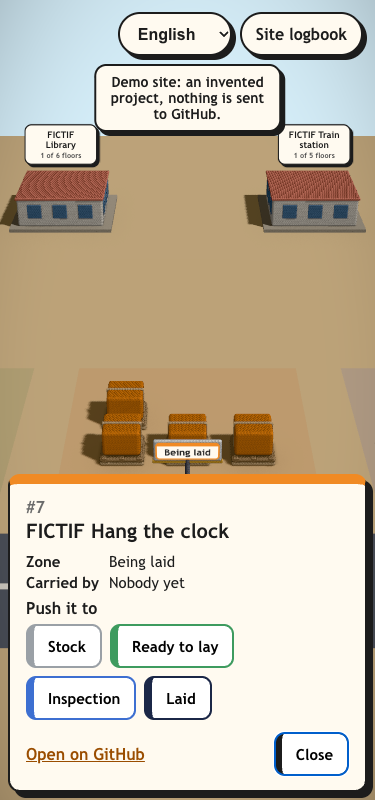 English
Site logbook
Demo site: an invented
project, nothing is sent
to GitHub.
FICTIF
Library
1 of 6 floors
FICTIF Train
station
1 of 5 floors
Being laid
#7
FICTIF Hang the clock
Zone Being laid
Carried by Nobody yet
Push it to
Stock
Ready to lay
Inspection
Laid
Open on GitHub
Close